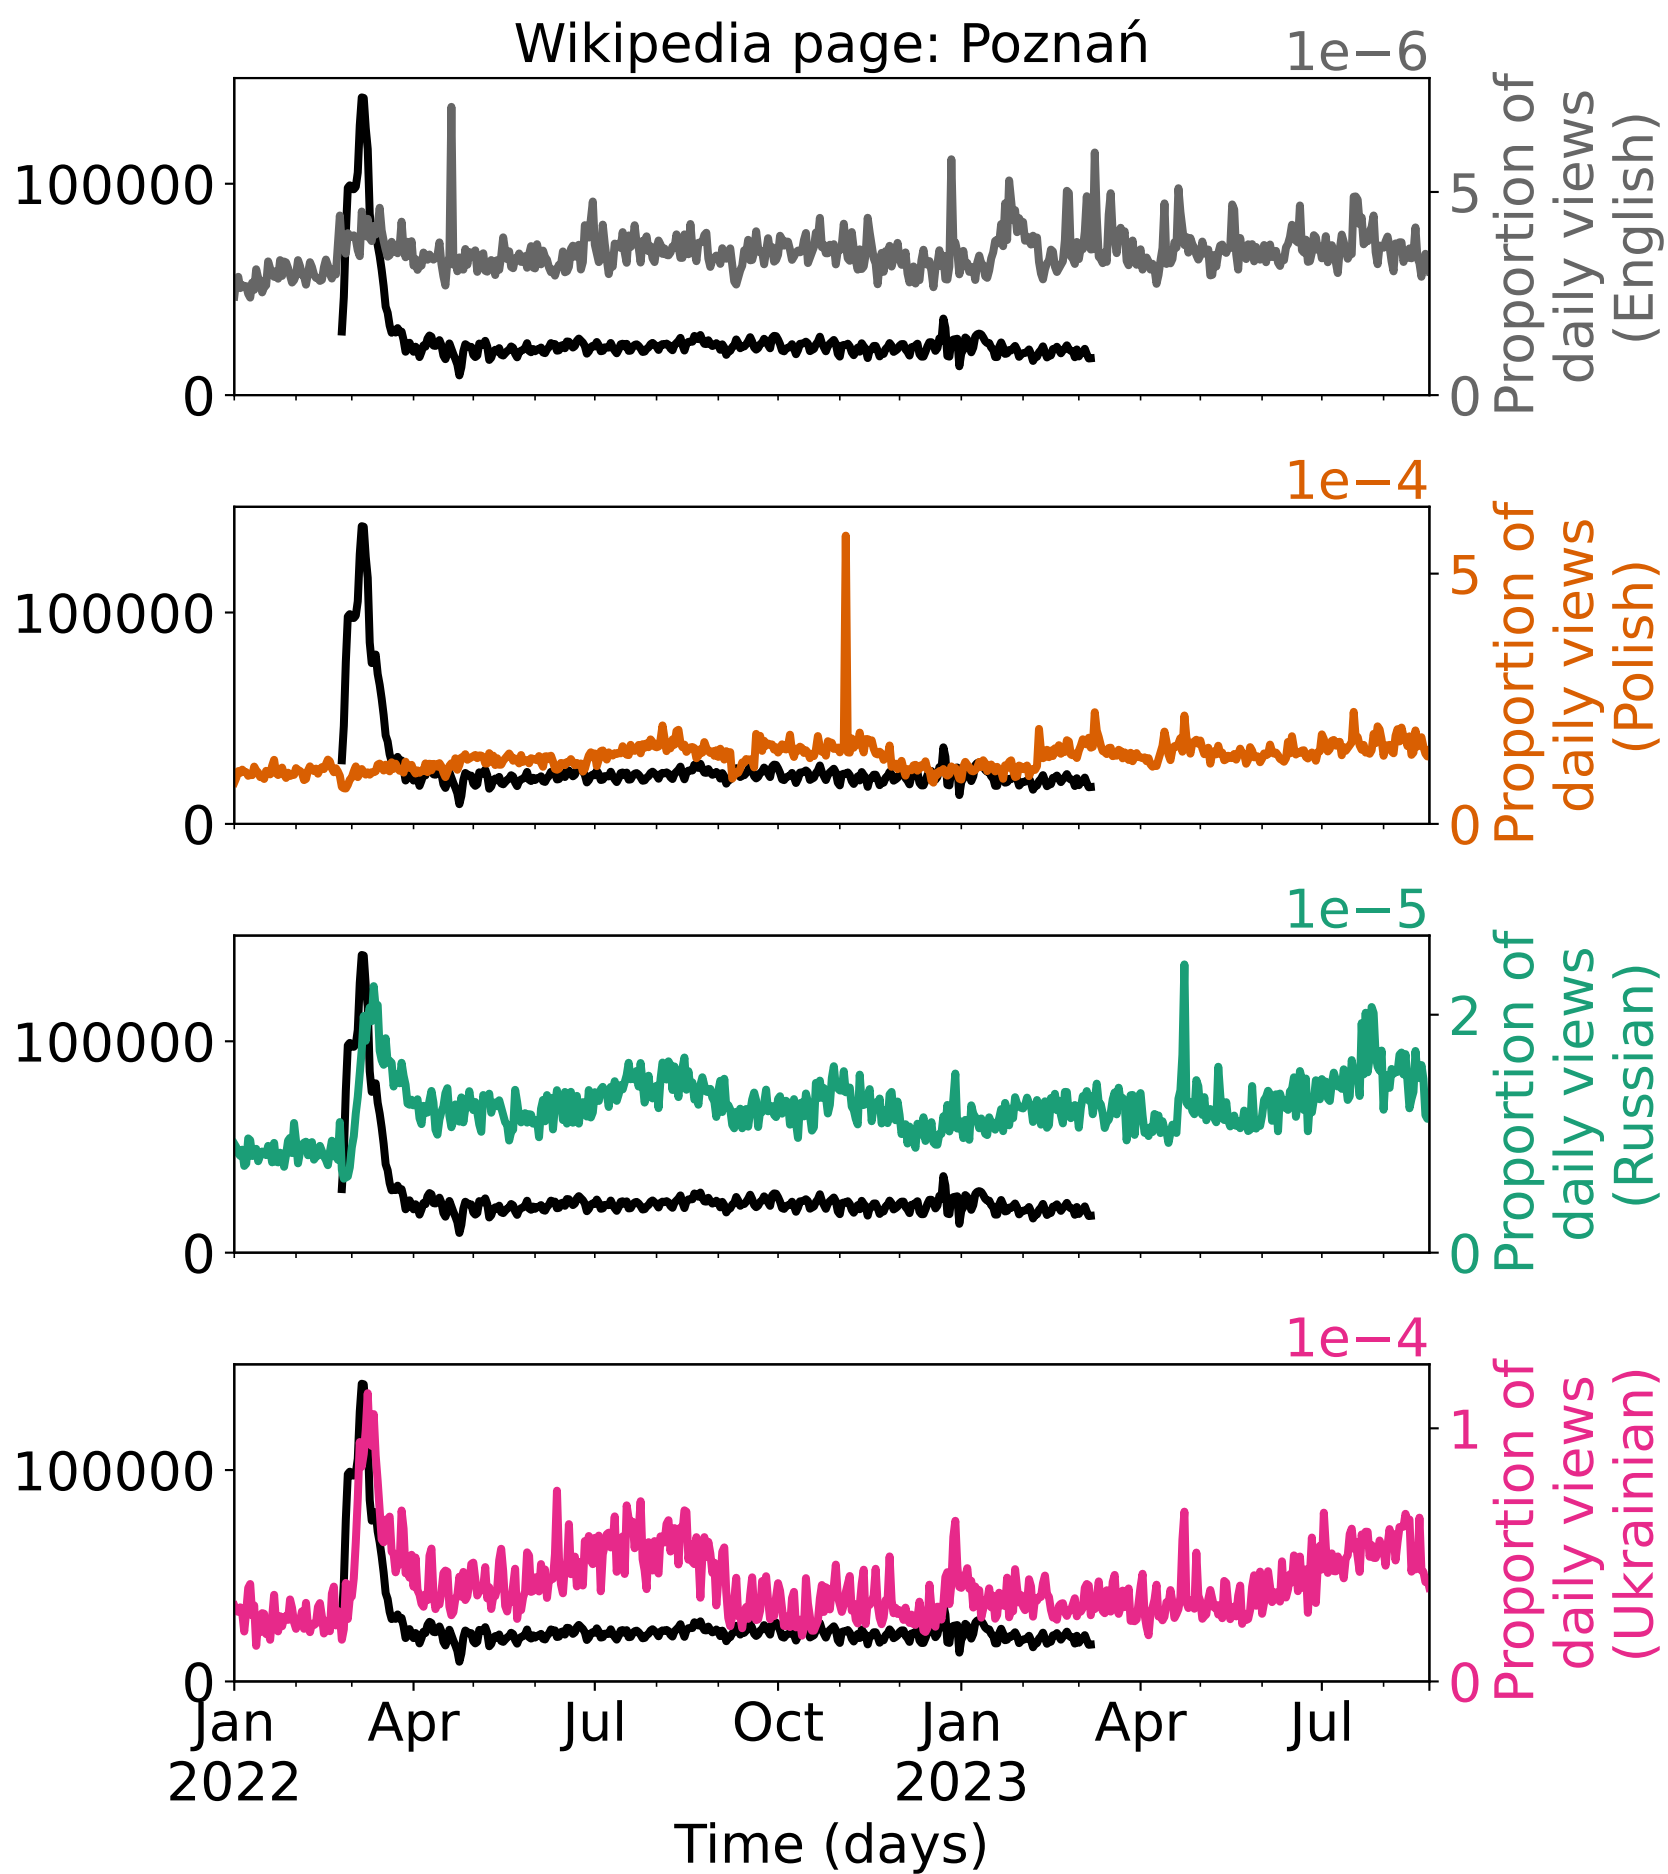 Wikipedia page: Poznań
1e−6
100000
0
5
0
Proportion of
daily views
(English)
1e−4
100000
0
5
0
Proportion of
daily views
(Polish)
1e−5
100000
0
2
0
Proportion of
daily views
(Russian)
1e−4
100000
0
1
0
Proportion of
daily views
(Ukrainian)
Jan Apr Jul Oct Jan Apr Jul
2022 2023
Time (days)